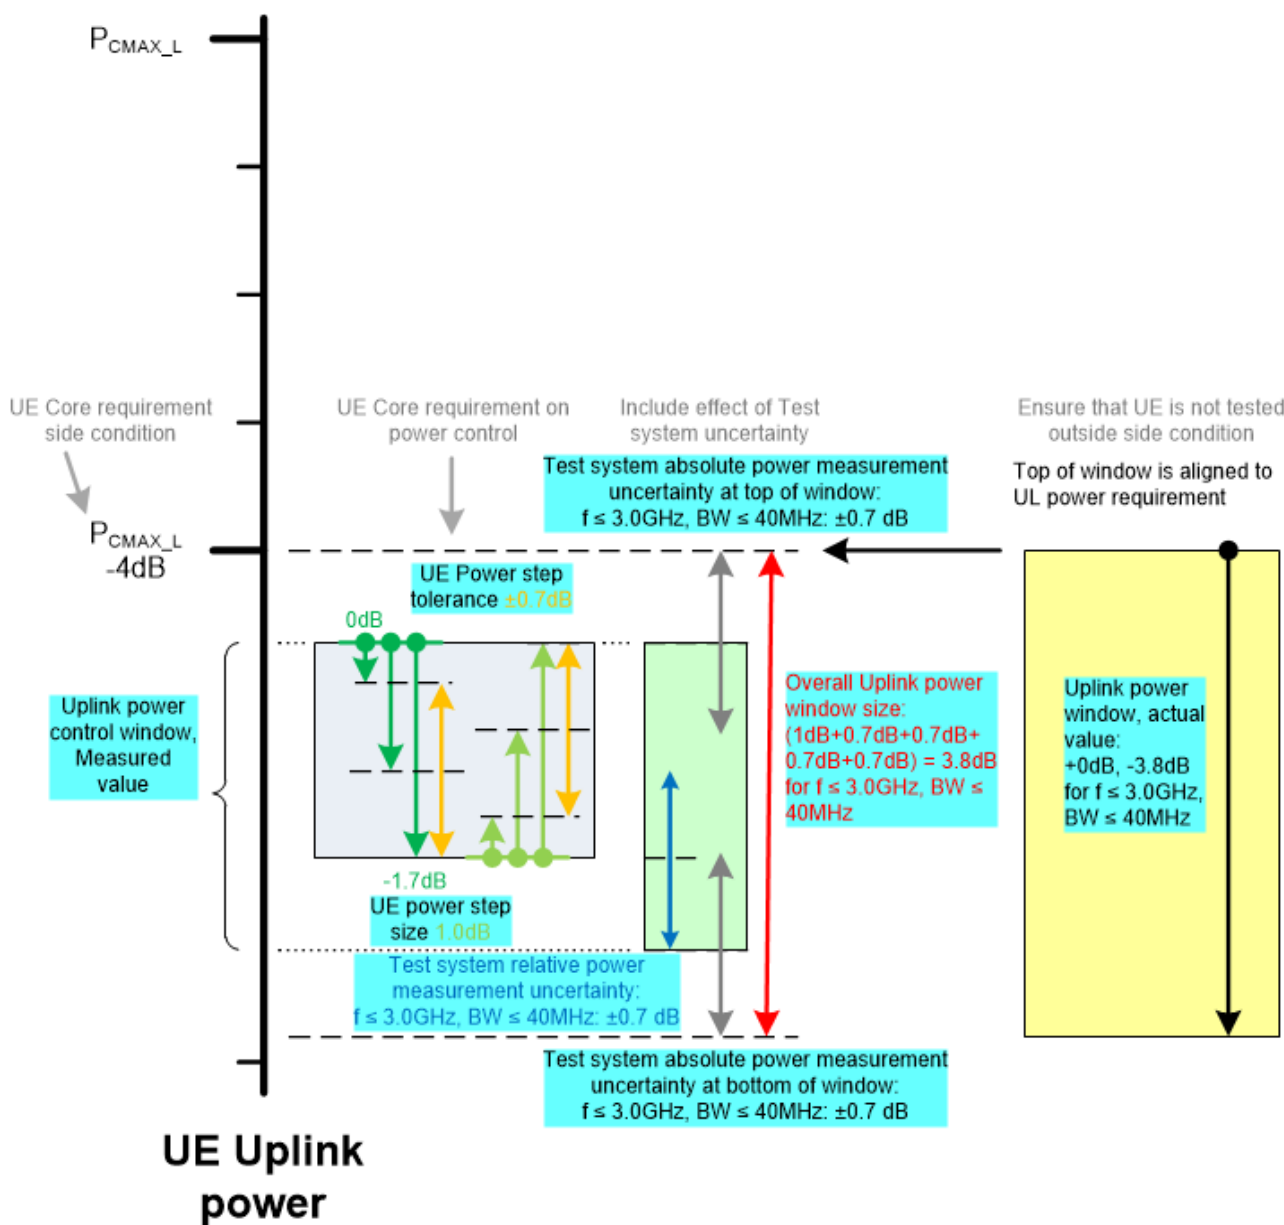 PCMAX_L
UE Core requirement
side condition
UE Core requirement on
power control
Include effect of Test
system uncertainty
Ensure that UE is not tested
outside side condition
Test system absolute power measurement
uncertainty at top of window:
f ≤ 3.0GHz, BW ≤ 40MHz: ±0.7 dB
Top of window is aligned to
UL power requirement
PCMAX_L
-4dB
UE Power step
tolerance ±0.7dB
0dB
Uplink power
control window,
Measured
value
Overall Uplink power
window size:
(1dB+0.7dB+0.7dB+
0.7dB+0.7dB) = 3.8dB
for f ≤ 3.0GHz, BW ≤
40MHz
Uplink power
window, actual
value:
+0dB, -3.8dB
for f ≤ 3.0GHz,
BW ≤ 40MHz
-1.7dB
UE power step
size 1.0dB
Test system relative power
measurement uncertainty:
f ≤ 3.0GHz, BW ≤ 40MHz: ±0.7 dB
Test system absolute power measurement
uncertainty at bottom of window:
f ≤ 3.0GHz, BW ≤ 40MHz: ±0.7 dB
UE Uplink
power